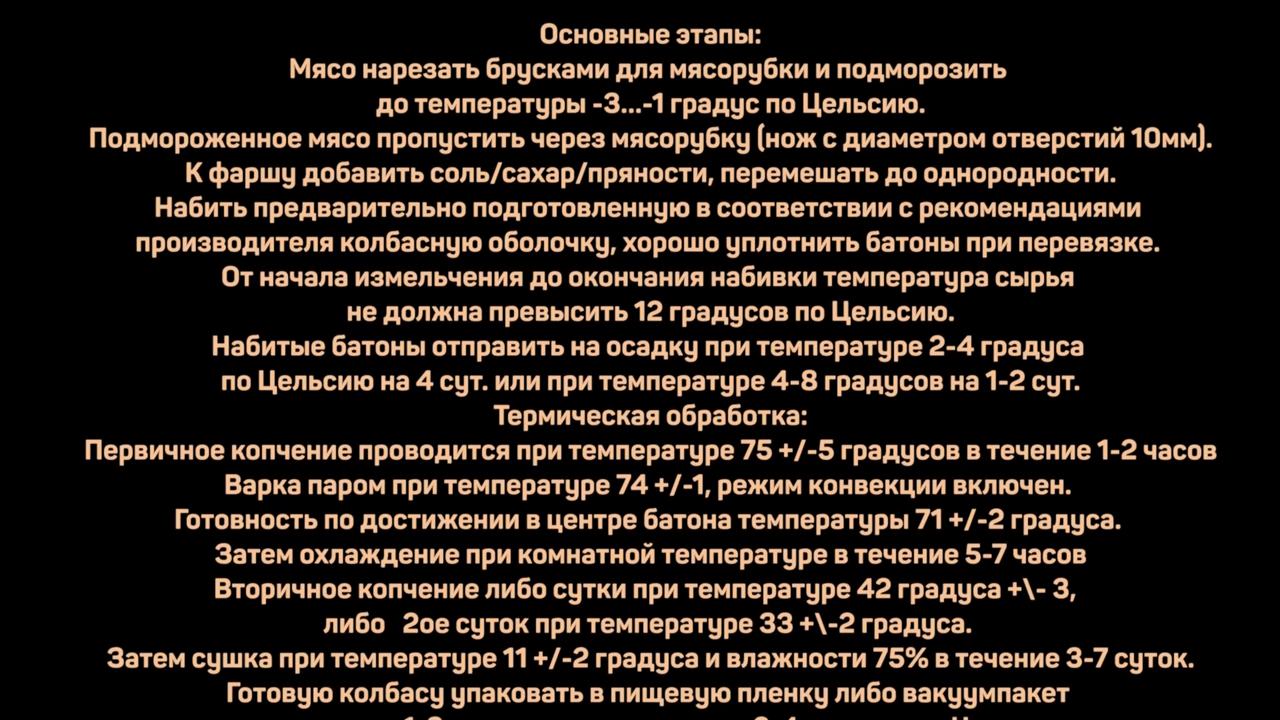 Основные этапы:
Мясо нарезать брусками для мясорубки и подморозить
до температуры -3...-1 градус по Цельсию.
Подмороженное мясо пропустить через мясорубку (нож с диаметром отверстий 10мм).
К фаршу добавить соль/сахар/пряности, перемешать до однородности.
Набить предварительно подготовленную в соответствии с рекомендациями
производителя колбасную оболочку, хорошо уплотнить батоны при перевязке.
От начала измельчения до окончания набивки температура сырья
не должна превысить 12 градусов по Цельсию.
Набитые батоны отправить на осадку при температуре 2-4 градуса
по Цельсию на 4 сут. или при температуре 4-8 градусов на 1-2 сут.
Термическая обработка:
Первичное копчение проводится при температуре 75 +/-5 градусов в течение 1-2 часов
Варка паром при температуре 74 +/-1, режим конвекции включен.
Готовность по достижении в центре батона температуры 71 +/-2 градуса.
Затем охлаждение при комнатной температуре в течение 5-7 часов
Вторичное копчение либо сутки при температуре 42 градуса +\- 3,
либо 2ое суток при температуре 33 +\-2 градуса.
Затем сушка при температуре 11 +/-2 градуса и влажности 75% в течение 3-7 суток.
Готовую колбасу упаковать в пищевую пленку либо вакуумпакет